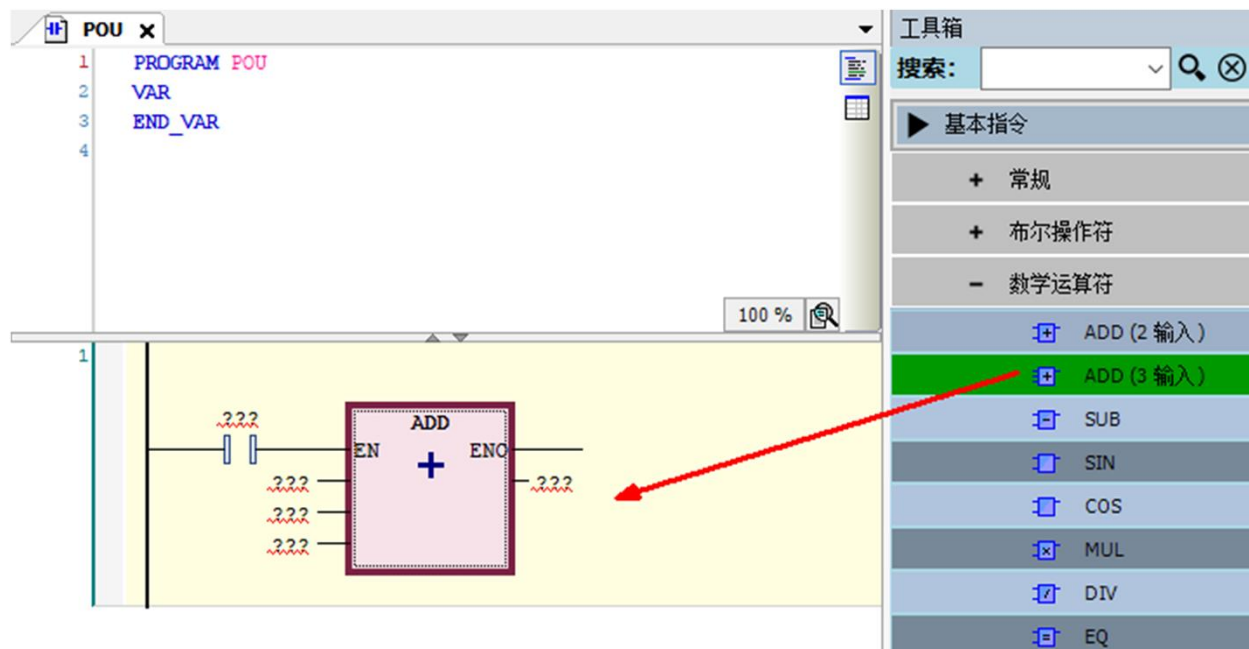 POU
1 PROGRAM POU
2 VAR
3 END_VAR
4
100 %
1
???
ADD
EN ENO
??? ???
???
???
工具箱
搜索:
基本指令
常规
布尔操作符
数学运算符
ADD (2 输入)
ADD (3 输入)
SUB
SIN
COS
MUL
DIV
EQ